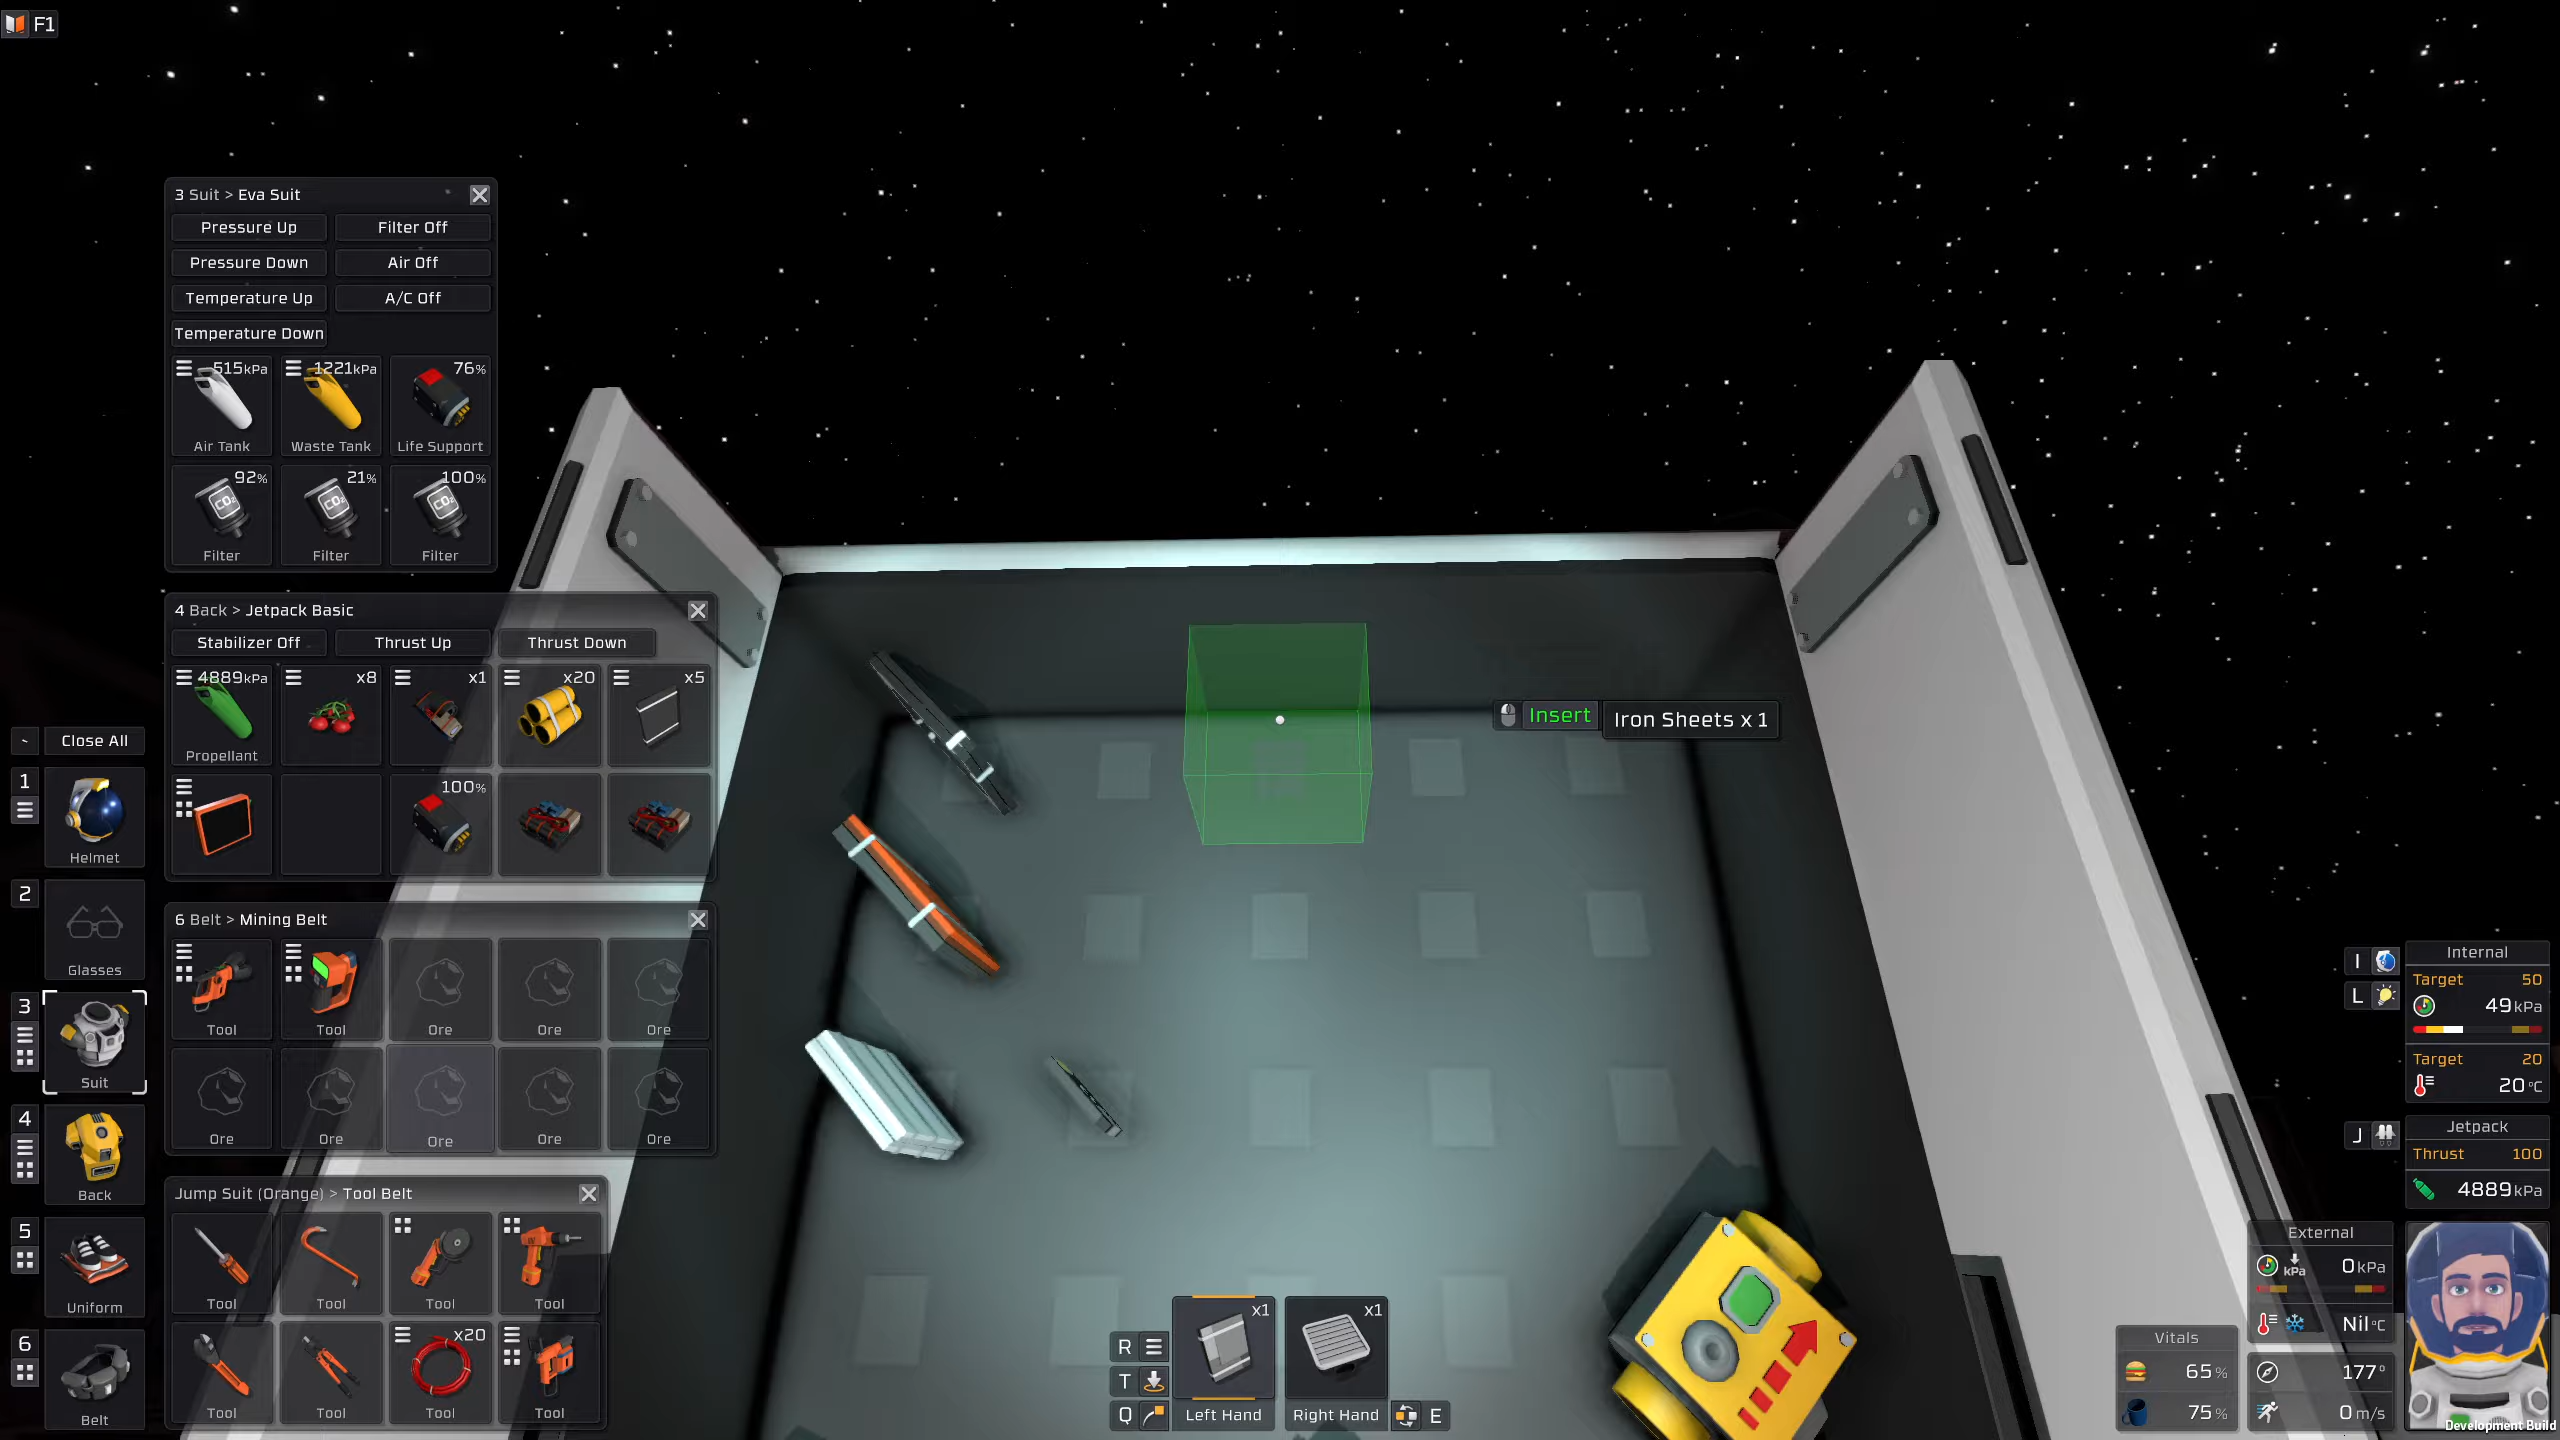 F1
3 Suit > Eva Suit
Pressure Up Filter Off
Pressure Down Air Off
Temperature Up A/C Off
Temperature Down
515kPa 1221kPa 76%
Air Tank Waste Tank Life Support
92% 21% 100%
CO₂ CO₂ CO₂
Filter Filter Filter
4 Back > Jetpack Basic
Stabilizer Off Thrust Up Thrust Down
4889kPa x8 x1 x20 x5
Propellant
100%
6 Belt > Mining Belt
Tool Tool Ore Ore Ore
Ore Ore Ore Ore Ore
Jump Suit (Orange) > Tool Belt
Tool Tool Tool Tool
x20
Tool Tool Tool Tool
~ Close All
1
Helmet
2
Glasses
3
Suit
4
Back
5
Uniform
6
Belt
Insert Iron Sheets x 1
R
T
Q
x1 x1
Left Hand Right Hand
E
I
L
Internal
Target 50
49kPa
Target 20
20°C
J
Jetpack
Thrust 100
4889kPa
External
kPa 0kPa
Nil°C
Vitals
65%
75%
177°
0m/s
Development Build